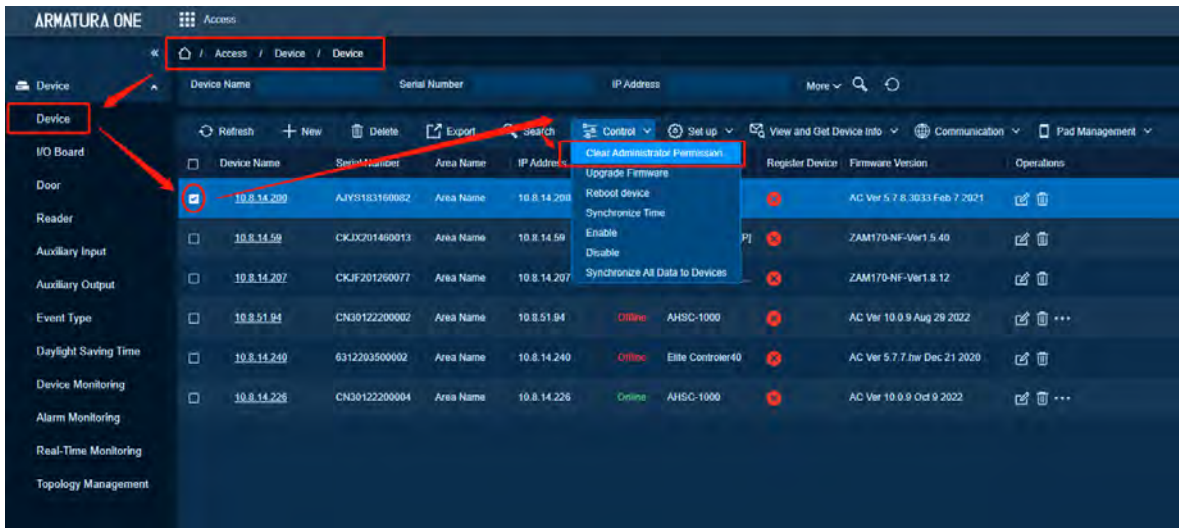 ARMATURA ONE
Access
« / Access / Device / Device
Device Device Name Serial Number IP Address More
Device
Refresh New Delete Export Search Control Set up View and Get Device Info Communication Pad Management
Clear Administrator Permission
I/O Board
Device Name Serial Number Area Name IP Address Register Device Firmware Version Operations
Upgrade Firmware
Door
10.8.14.200 AJYS183160082 Area Name 10.8.14.200 Reboot device AC Ver 5.7.8.3033 Feb 7 2021
Synchronize Time
Reader
10.8.14.59 CKJX201460013 Area Name 10.8.14.59 Enable P] ZAM170-NF-Ver1.5.40
Auxiliary Input
Disable
10.8.14.207 CKJF201260077 Area Name 10.8.14.207 Synchronize All Data to Devices ZAM170-NF-Ver1.8.12
Auxiliary Output
Event Type
10.8.51.94 CN30122200002 Area Name 10.8.51.94 Offline AHSC-1000 AC Ver 10.0.9 Aug 29 2022 •••
Daylight Saving Time
10.8.14.240 6312203500002 Area Name 10.8.14.240 Offline Elite Controler40 AC Ver 5.7.7.hw Dec 21 2020
Device Monitoring
10.8.14.226 CN30122200004 Area Name 10.8.14.226 Online AHSC-1000 AC Ver 10.0.9 Oct 9 2022 •••
Alarm Monitoring
Real-Time Monitoring
Topology Management